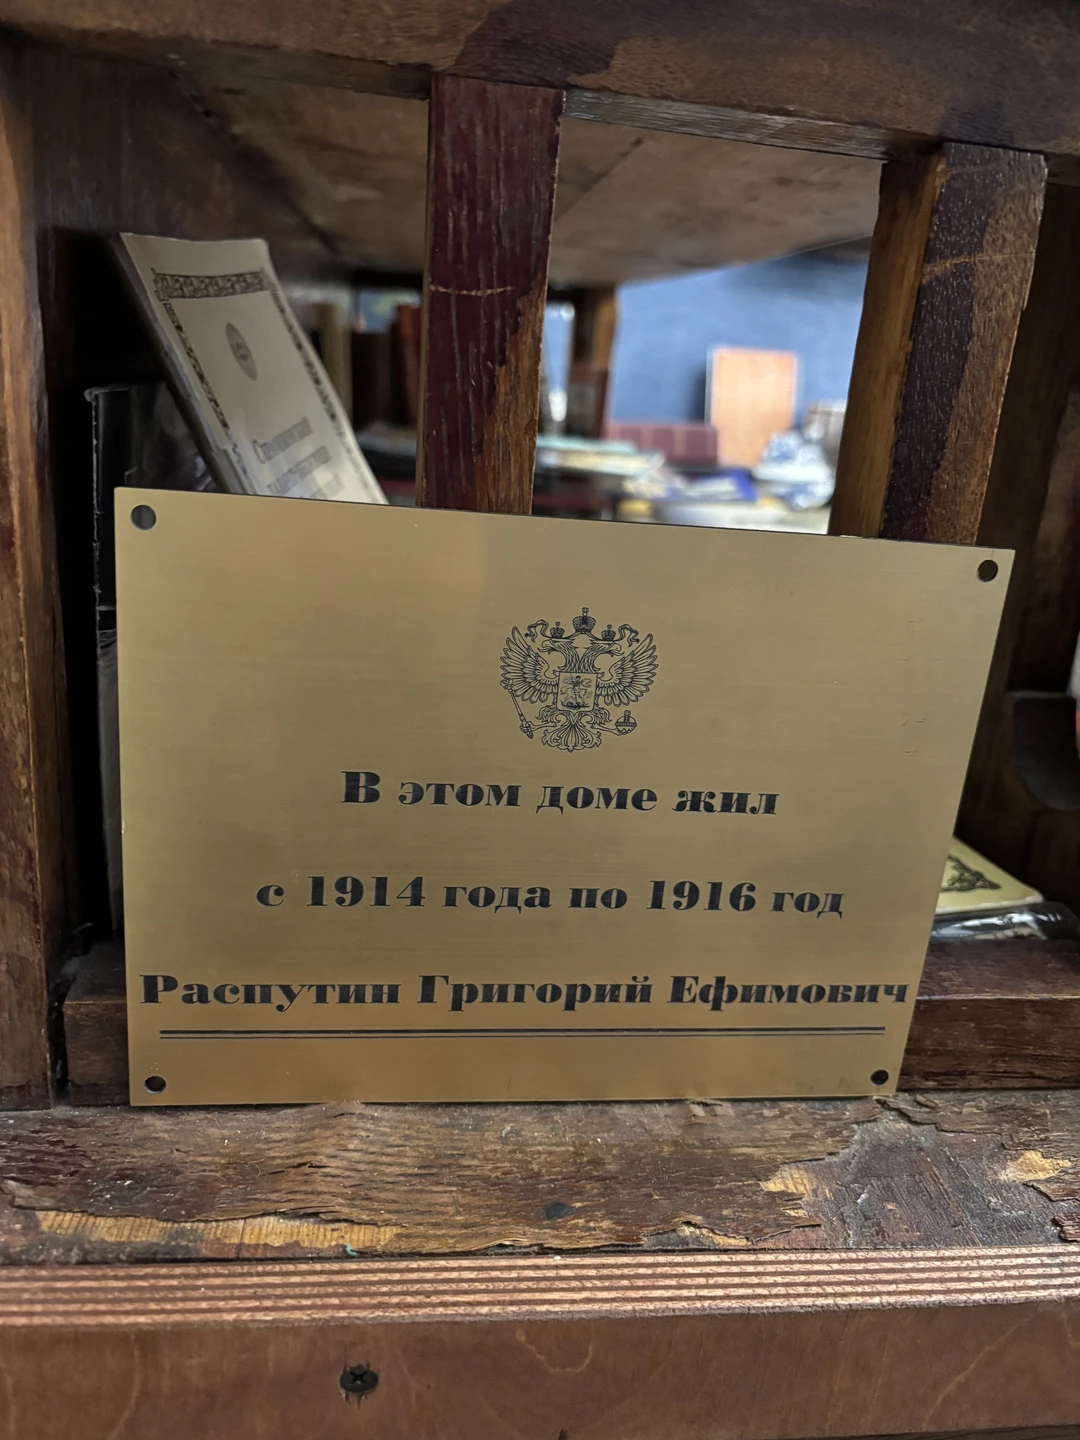 В этом доме жил
с 1914 года по 1916 год
Распутин Григорий Ефимович